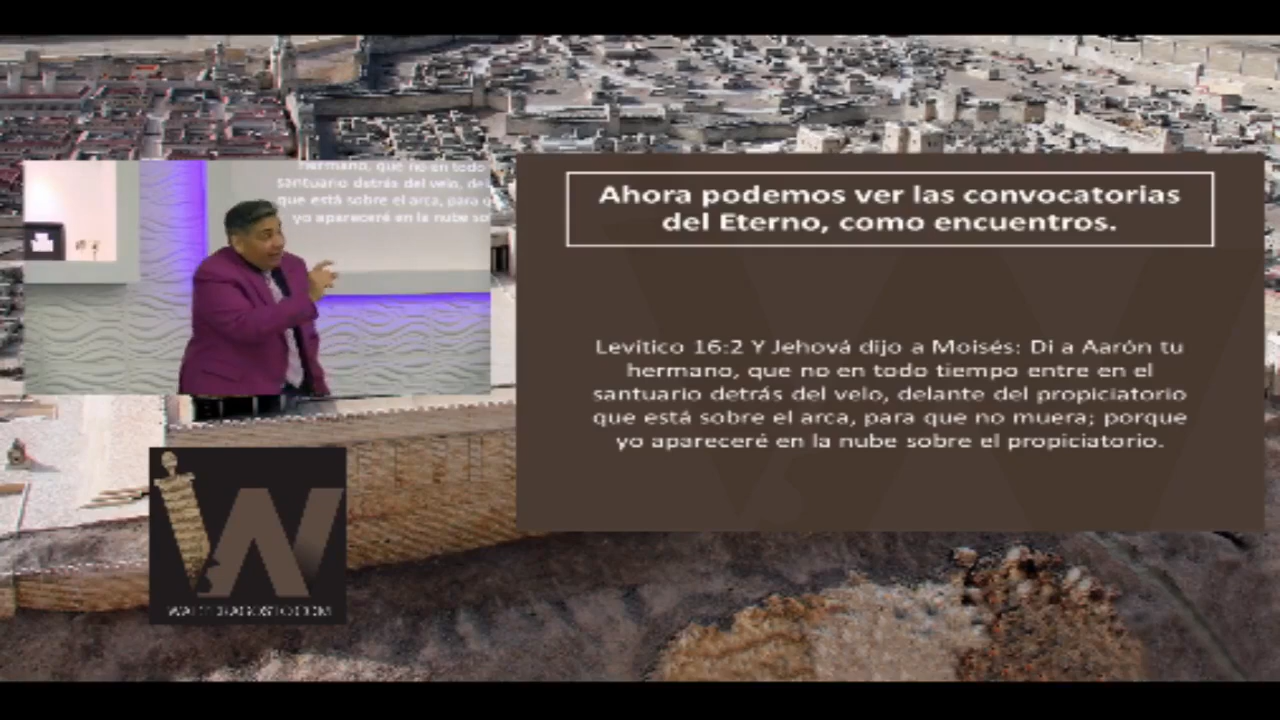 hermano, que no en todo
santuario detrás del velo, de
que está sobre el arca, para q
yo apareceré en la nube so
Ahora podemos ver las convocatorias
del Eterno, como encuentros.
Levítico 16:2 Y Jehová dijo a Moisés: Di a Aarón tu
hermano, que no en todo tiempo entre en el
santuario detrás del velo, delante del propiciatorio
que está sobre el arca, para que no muera; porque
yo apareceré en la nube sobre el propiciatorio.
W